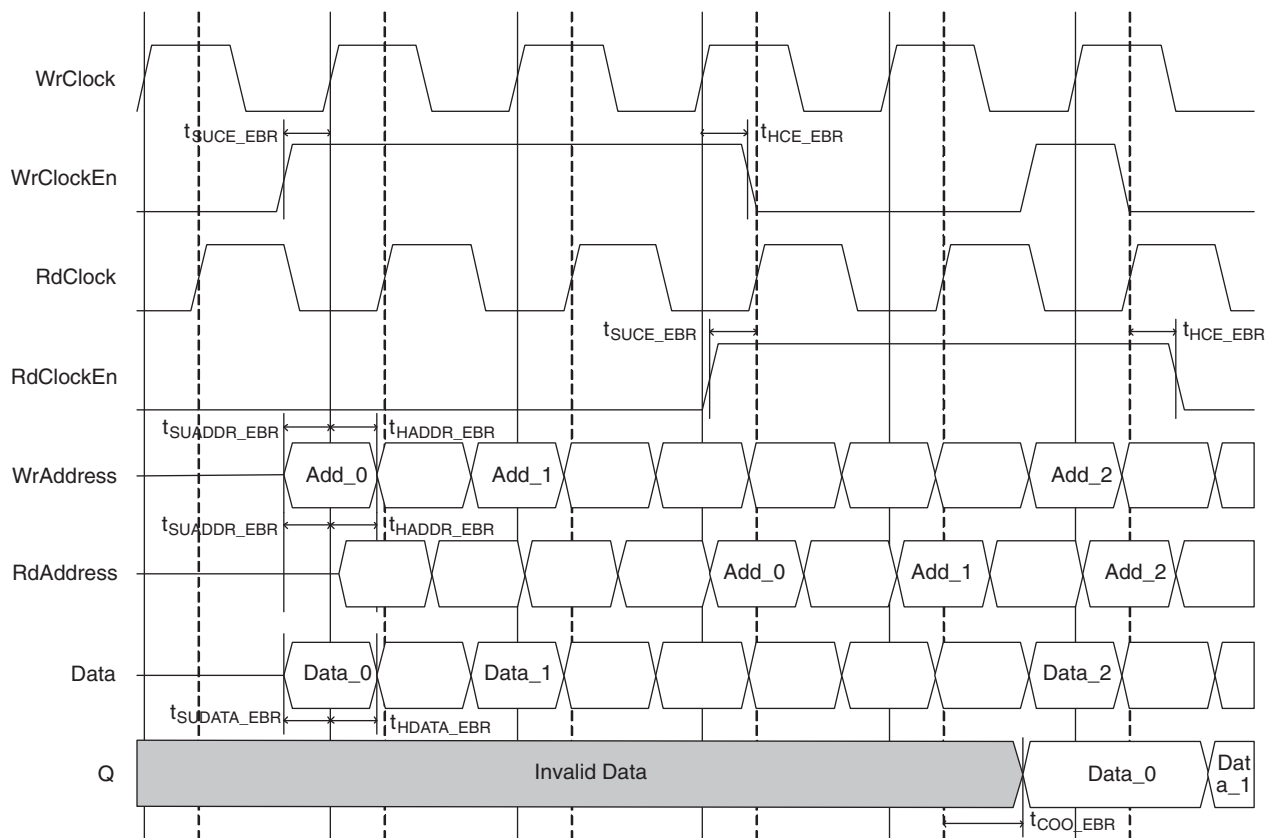 WrClock
tSUCE_EBR
tHCE_EBR
WrClockEn
RdClock
tSUCE_EBR
tHCE_EBR
RdClockEn
tSUADDR_EBR
tHADDR_EBR
WrAddress
Add_0
Add_1
Add_2
tSUADDR_EBR
tHADDR_EBR
RdAddress
Add_0
Add_1
Add_2
Data
Data_0
Data_1
Data_2
tSUDATA_EBR
tHDATA_EBR
Q
Invalid Data
Data_0
Dat
a_1
tCOO_EBR